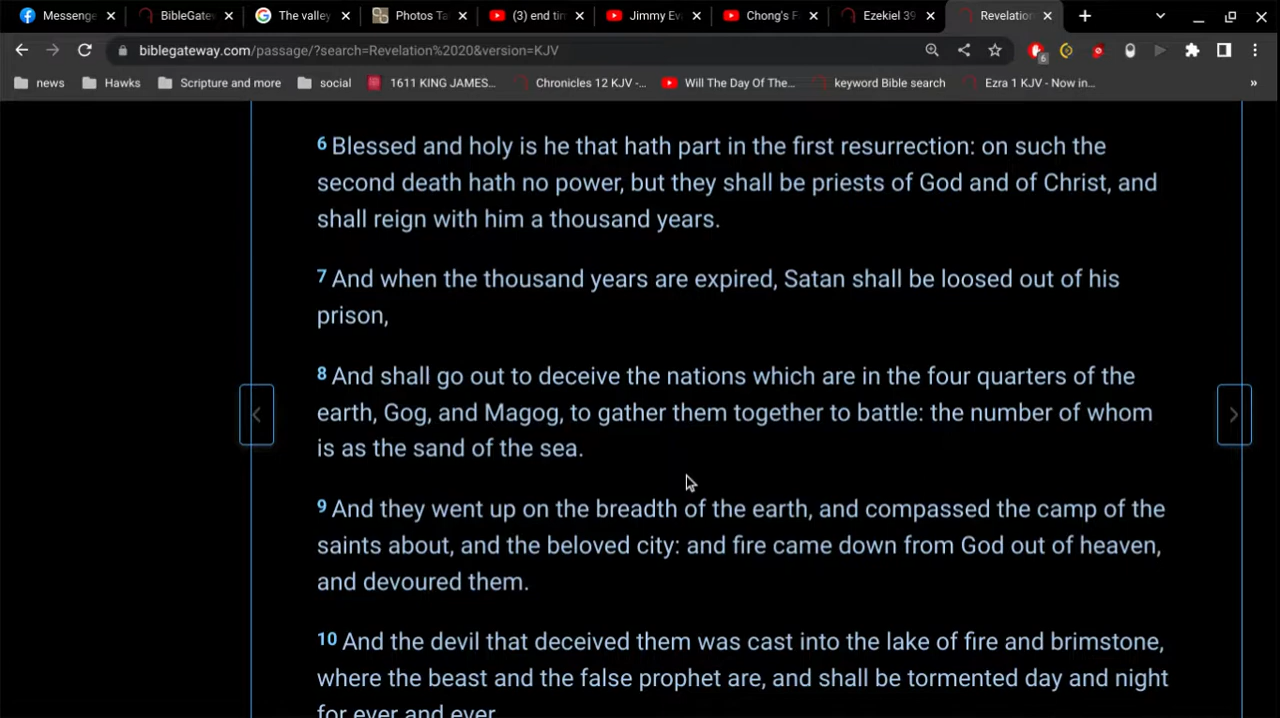 Messenge
BibleGatew
The valley
Photos Ta
(3) end tin
Jimmy Eva
Chong's F
Ezekiel 39
Revelation
biblegateway.com/passage/?search=Revelation%2020&version=KJV
6
news
Hawks
Scripture and more
social
1611 KING JAMES...
Chronicles 12 KJV -...
Will The Day Of The...
keyword Bible search
Ezra 1 KJV - Now in...
»
6 Blessed and holy is he that hath part in the first resurrection: on such the
second death hath no power, but they shall be priests of God and of Christ, and
shall reign with him a thousand years.
7 And when the thousand years are expired, Satan shall be loosed out of his
prison,
8 And shall go out to deceive the nations which are in the four quarters of the
earth, Gog, and Magog, to gather them together to battle: the number of whom
is as the sand of the sea.
9 And they went up on the breadth of the earth, and compassed the camp of the
saints about, and the beloved city: and fire came down from God out of heaven,
and devoured them.
10 And the devil that deceived them was cast into the lake of fire and brimstone,
where the beast and the false prophet are, and shall be tormented day and night
for ever and ever